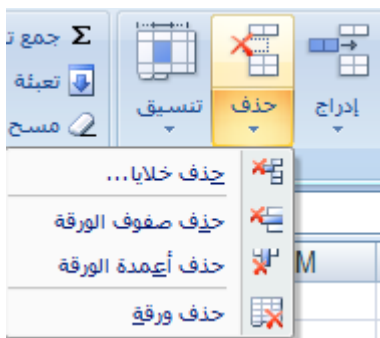 إدراج
حذف
تنسيق
Σ جمع ت
تعبئة
مسح
حذف خلايا...
حذف صفوف الورقة
حذف أعمدة الورقة
حذف ورقة
M